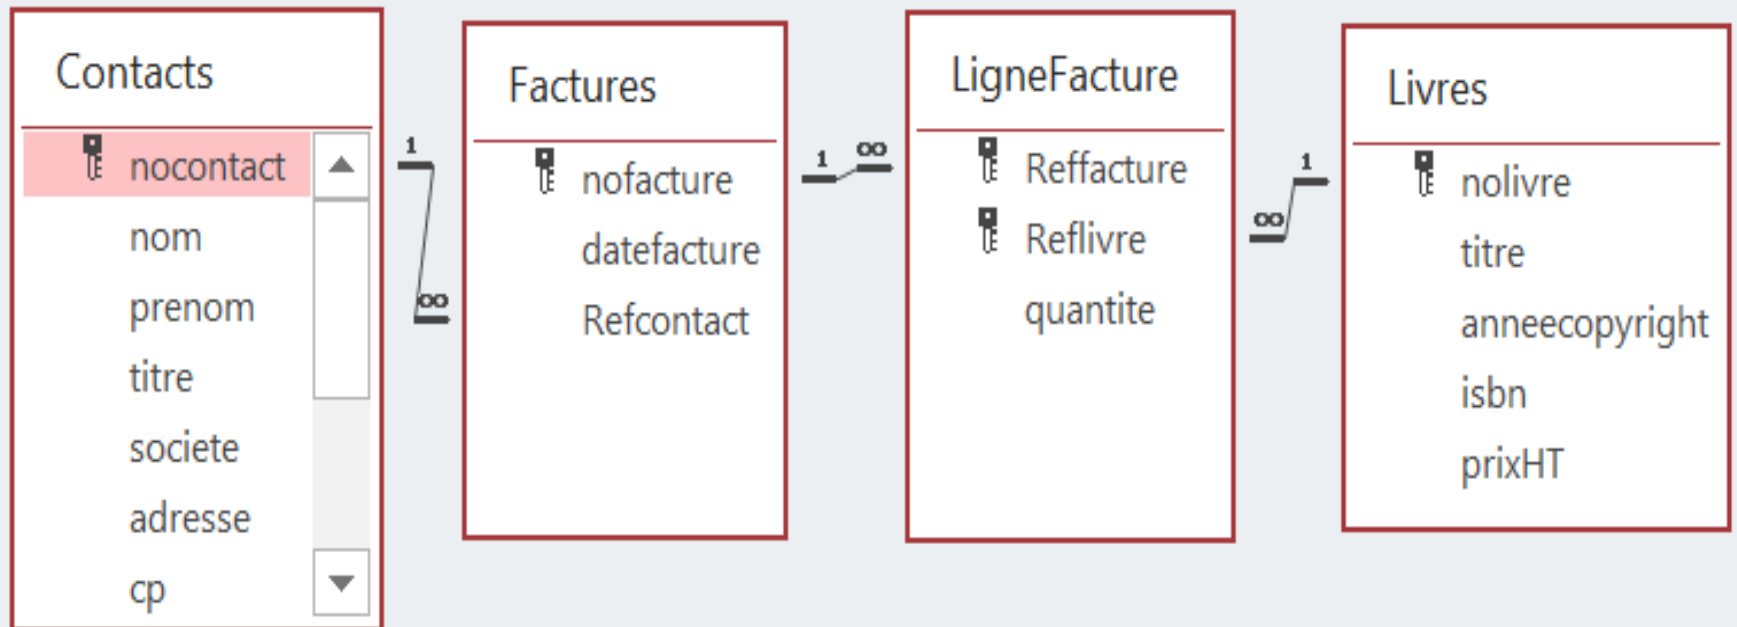 Contacts
nocontact
nom
prenom
titre
societe
adresse
cp
1
∞
Factures
nofacture
datefacture
Refcontact
1
∞
LigneFacture
Reffacture
Reflivre
quantite
1
∞
Livres
nolivre
titre
anneecopyright
isbn
prixHT